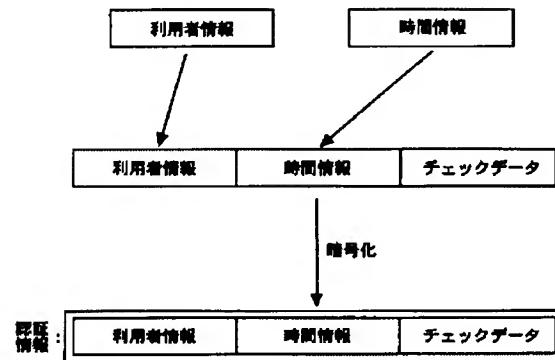 利用者情報 時間情報
利用者情報 時間情報 チェックデータ
暗号化
認証
情報 : 利用者情報 時間情報 チェックデータ